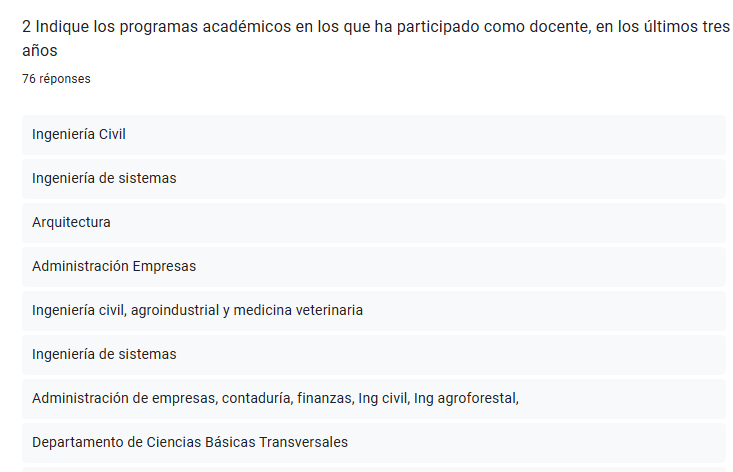 2 Indique los programas académicos en los que ha participado como docente, en los últimos tres
años
76 réponses
Ingeniería Civil
Ingeniería de sistemas
Arquitectura
Administración Empresas
Ingeniería civil, agroindustrial y medicina veterinaria
Ingeniería de sistemas
Administración de empresas, contaduría, finanzas, Ing civil, Ing agroforestal,
Departamento de Ciencias Básicas Transversales